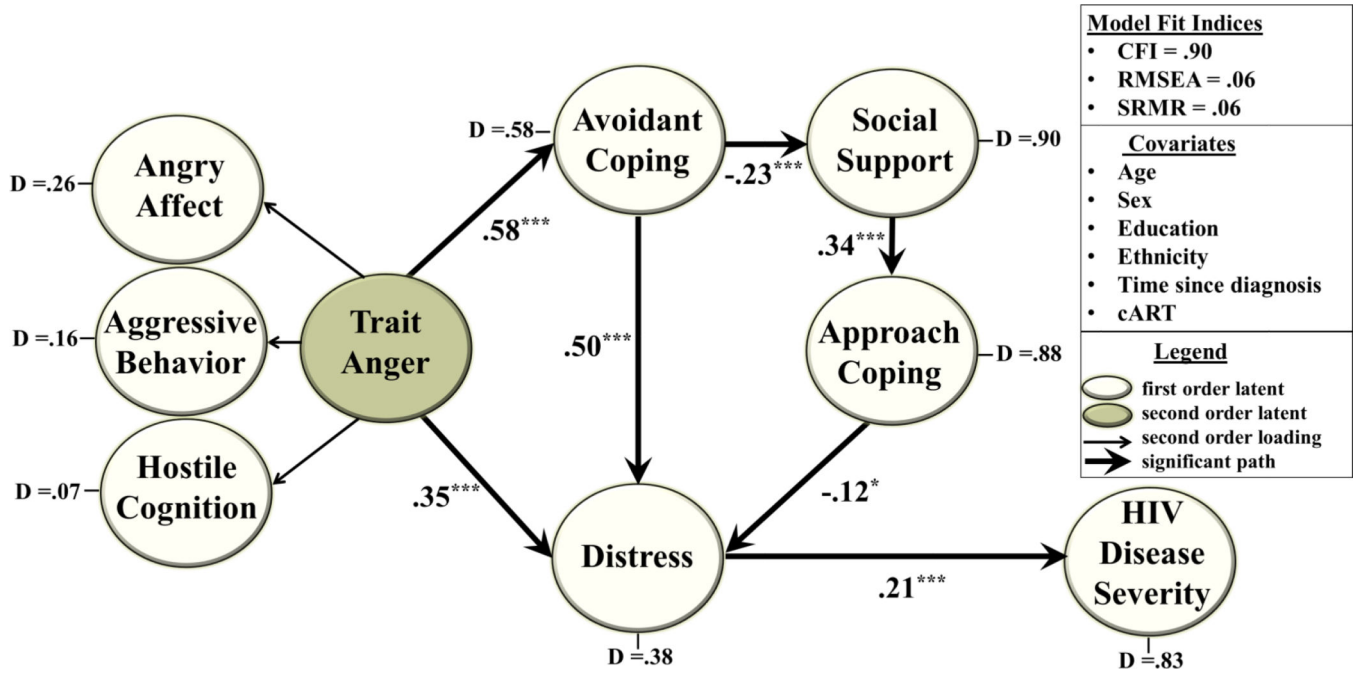 Model Fit Indices
• CFI = .90
• RMSEA = .06
• SRMR = .06
Covariates
• Age
• Sex
• Education
• Ethnicity
• Time since diagnosis
• cART
Legend
first order latent
second order latent
second order loading
significant path
Avoidant
Coping
D =.58
Social
Support
D =.90
-.23***
Angry
Affect
D =.26
.58***
.34***
Aggressive
Behavior
D =.16
Trait
Anger
.50***
Approach
Coping
D =.88
Hostile
Cognition
D =.07
.35***
-.12*
Distress
D =.38
.21***
HIV
Disease
Severity
D =.83